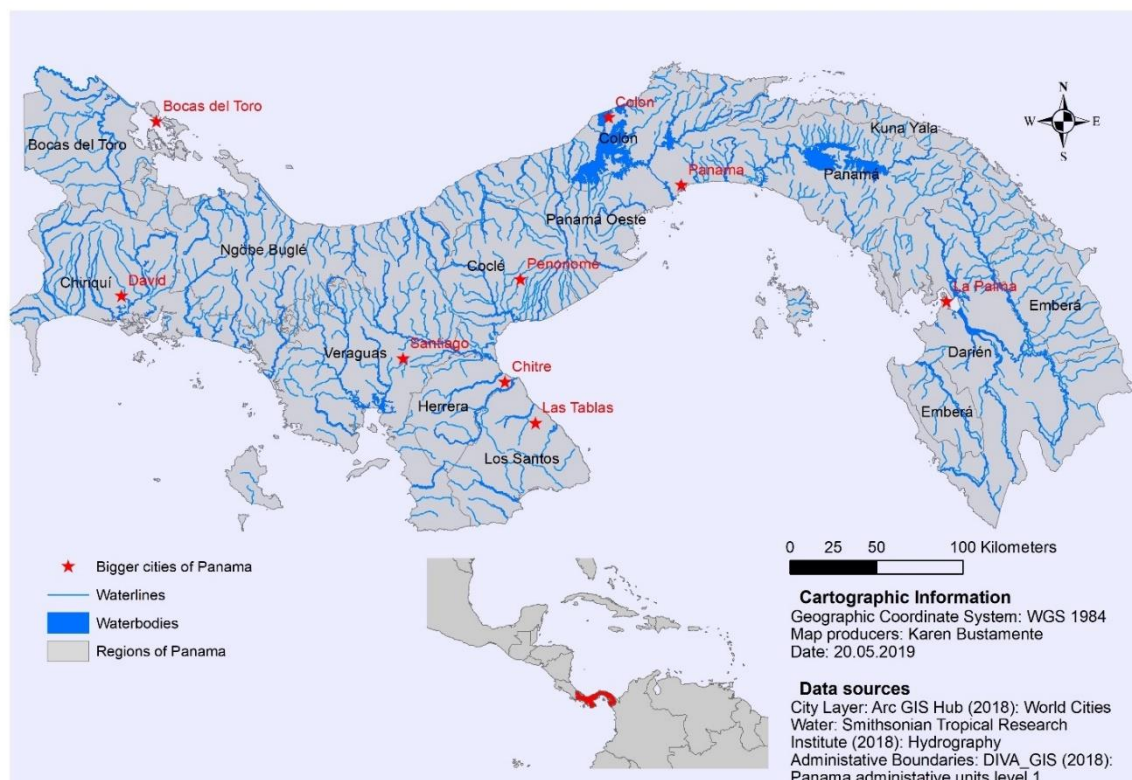 Bocas del Toro
Bocas del Toro
Colon
Colón
Kuna Yala
N
W E
S
Panama
Panamá
Panamá Oeste
Ngöbe Buglé
Coclé
Penonomé
Chiriquí
David
La Palma
Emberá
Veraguas
Santiago
Darién
Chitre
Herrera
Las Tablas
Emberá
Los Santos
Bigger cities of Panama
Waterlines
Waterbodies
Regions of Panama
0 25 50 100 Kilometers
Cartographic Information
Geographic Coordinate System: WGS 1984
Map producers: Karen Bustamente
Date: 20.05.2019
Data sources
City Layer: Arc GIS Hub (2018): World Cities
Water: Smithsonian Tropical Research
Institute (2018): Hydrography
Administative Boundaries: DIVA_GIS (2018):
Panama administative units level 1